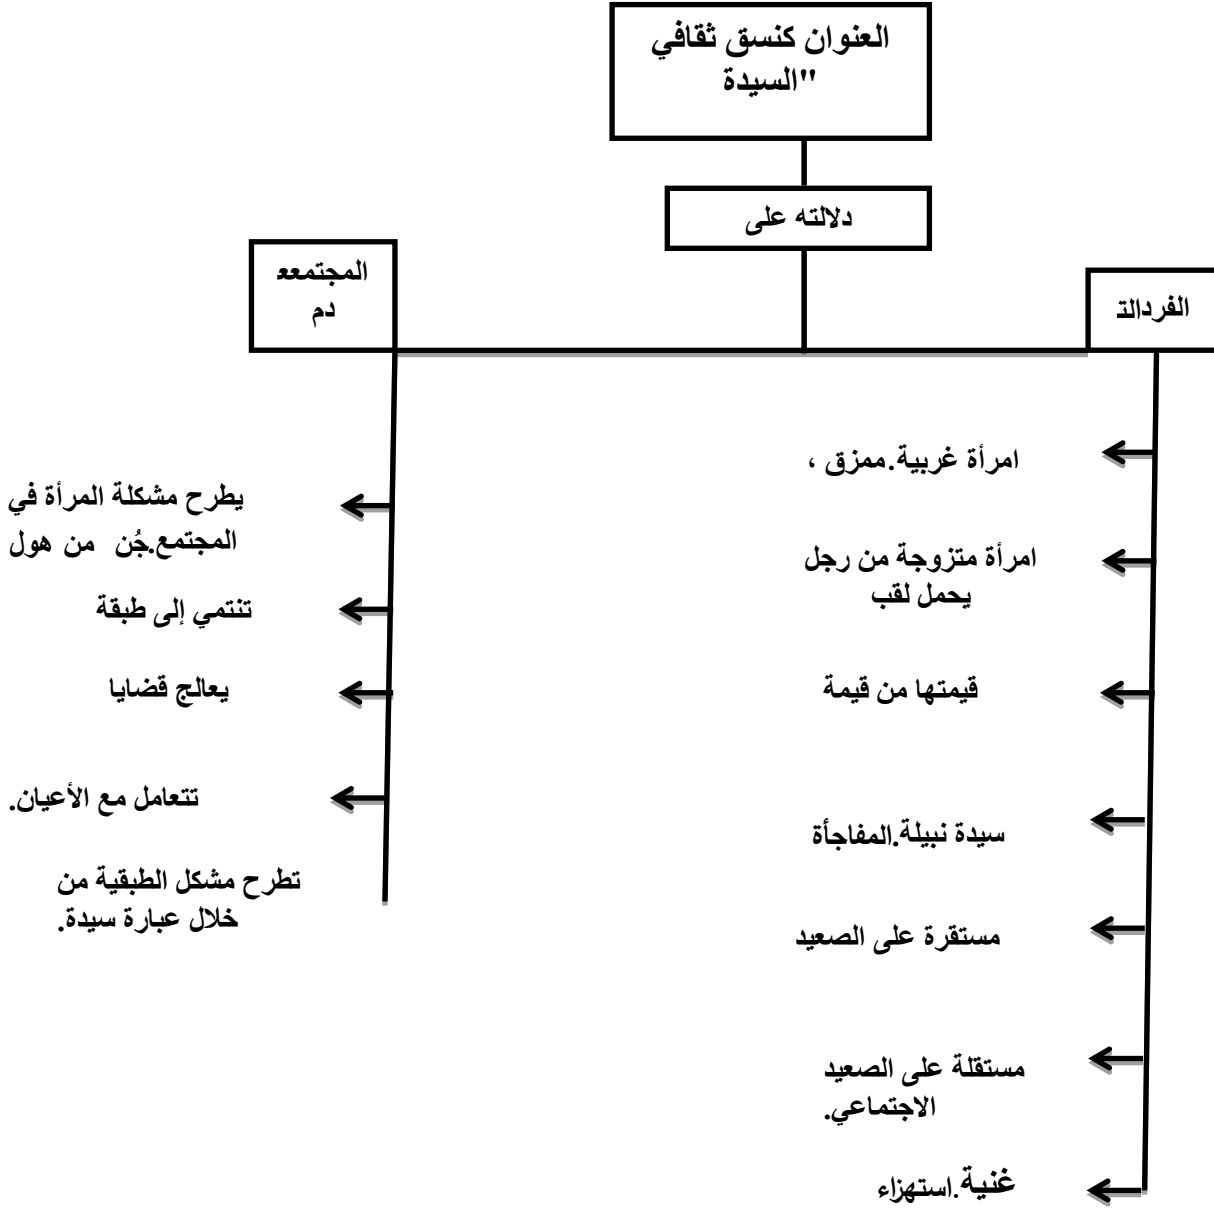 العنوان كنسق ثقافي
"السيدة
دلالته على
الفردالت
المجتمعع
دم
امرأة غربية.ممزق ،
امرأة متزوجة من رجل
يحمل لقب
قيمتها من قيمة
سيدة نبيلة.المفاجأة
مستقرة على الصعيد
مستقلة على الصعيد
الاجتماعي.
غنية.استهزاء
يطرح مشكلة المرأة في
المجتمع.جُن من هول
تنتمي إلى طبقة
يعالج قضايا
تتعامل مع الأعيان.
تطرح مشكل الطبقية من
خلال عبارة سيدة.